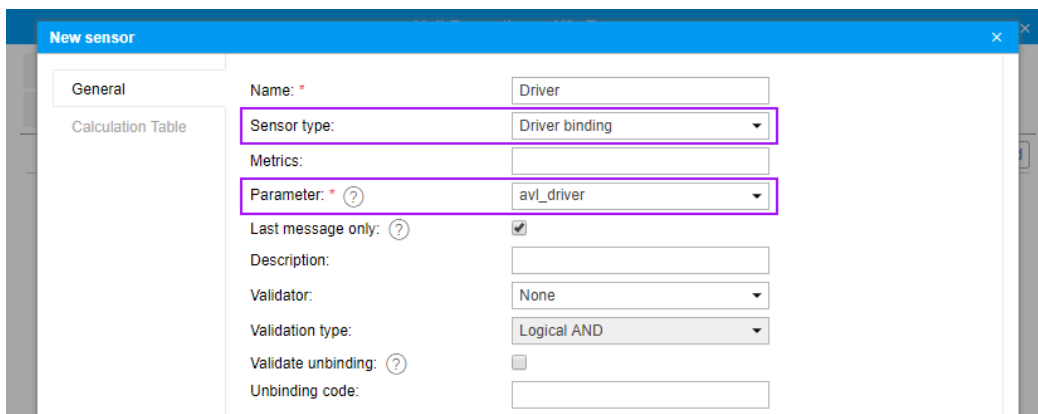 New sensor
General
Calculation Table
Name: *
Driver
Sensor type:
Driver binding
Metrics:
Parameter: * ?
avl_driver
Last message only: ?
Description:
Validator:
None
Validation type:
Logical AND
Validate unbinding: ?
Unbinding code: